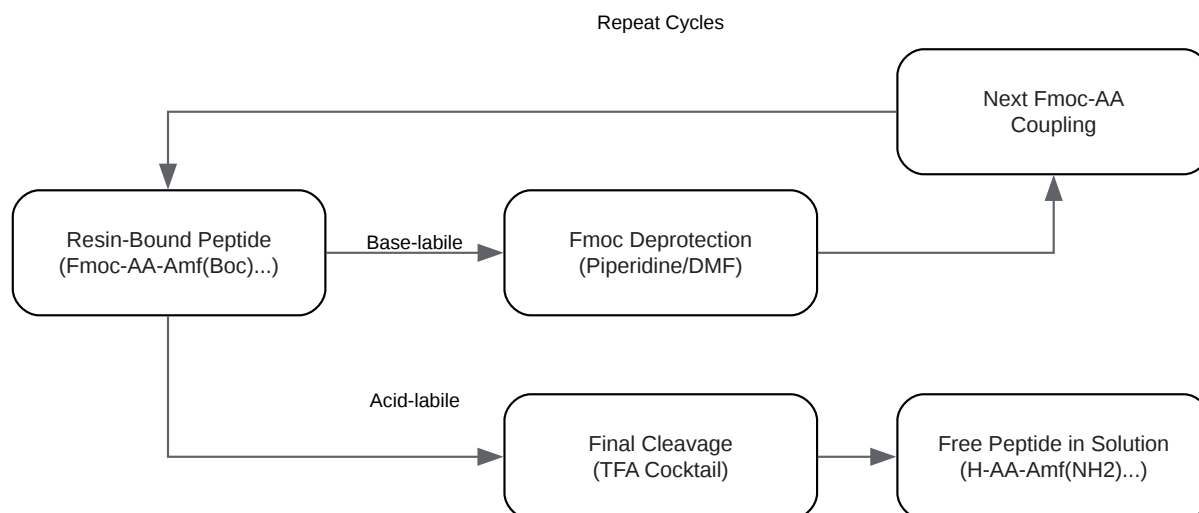 Repeat Cycles
Next Fmoc-AA
Coupling
Resin-Bound Peptide
(Fmoc-AA-Amf(Boc)...)
Base-labile
Fmoc Deprotection
(Piperidine/DMF)
Acid-labile
Final Cleavage
(TFA Cocktail)
Free Peptide in Solution
(H-AA-Amf(NH2)...)